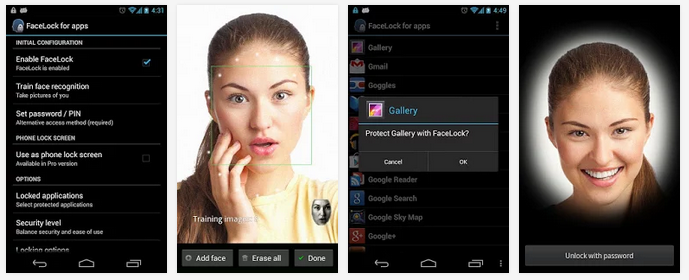 4:31
FaceLock for apps
INITIAL CONFIGURATION
Enable FaceLock
FaceLock is enabled
Train face recognition
Take pictures of you
Set password / PIN
Alternative access method (required)
PHONE LOCK SCREEN
Use as phone lock screen
Available in Pro version
OPTIONS
Locked applications
Select protected applications
Security level
Balance security and ease of use
Locking options
Training
Add face
Erase all
Done
4:49
FaceLock for apps
Gallery
Gmail
Goggles
Gallery
Protect Gallery with FaceLock?
Cancel
OK
Google Reader
Google Search
Google Sky Map
Google+
Unlock with password